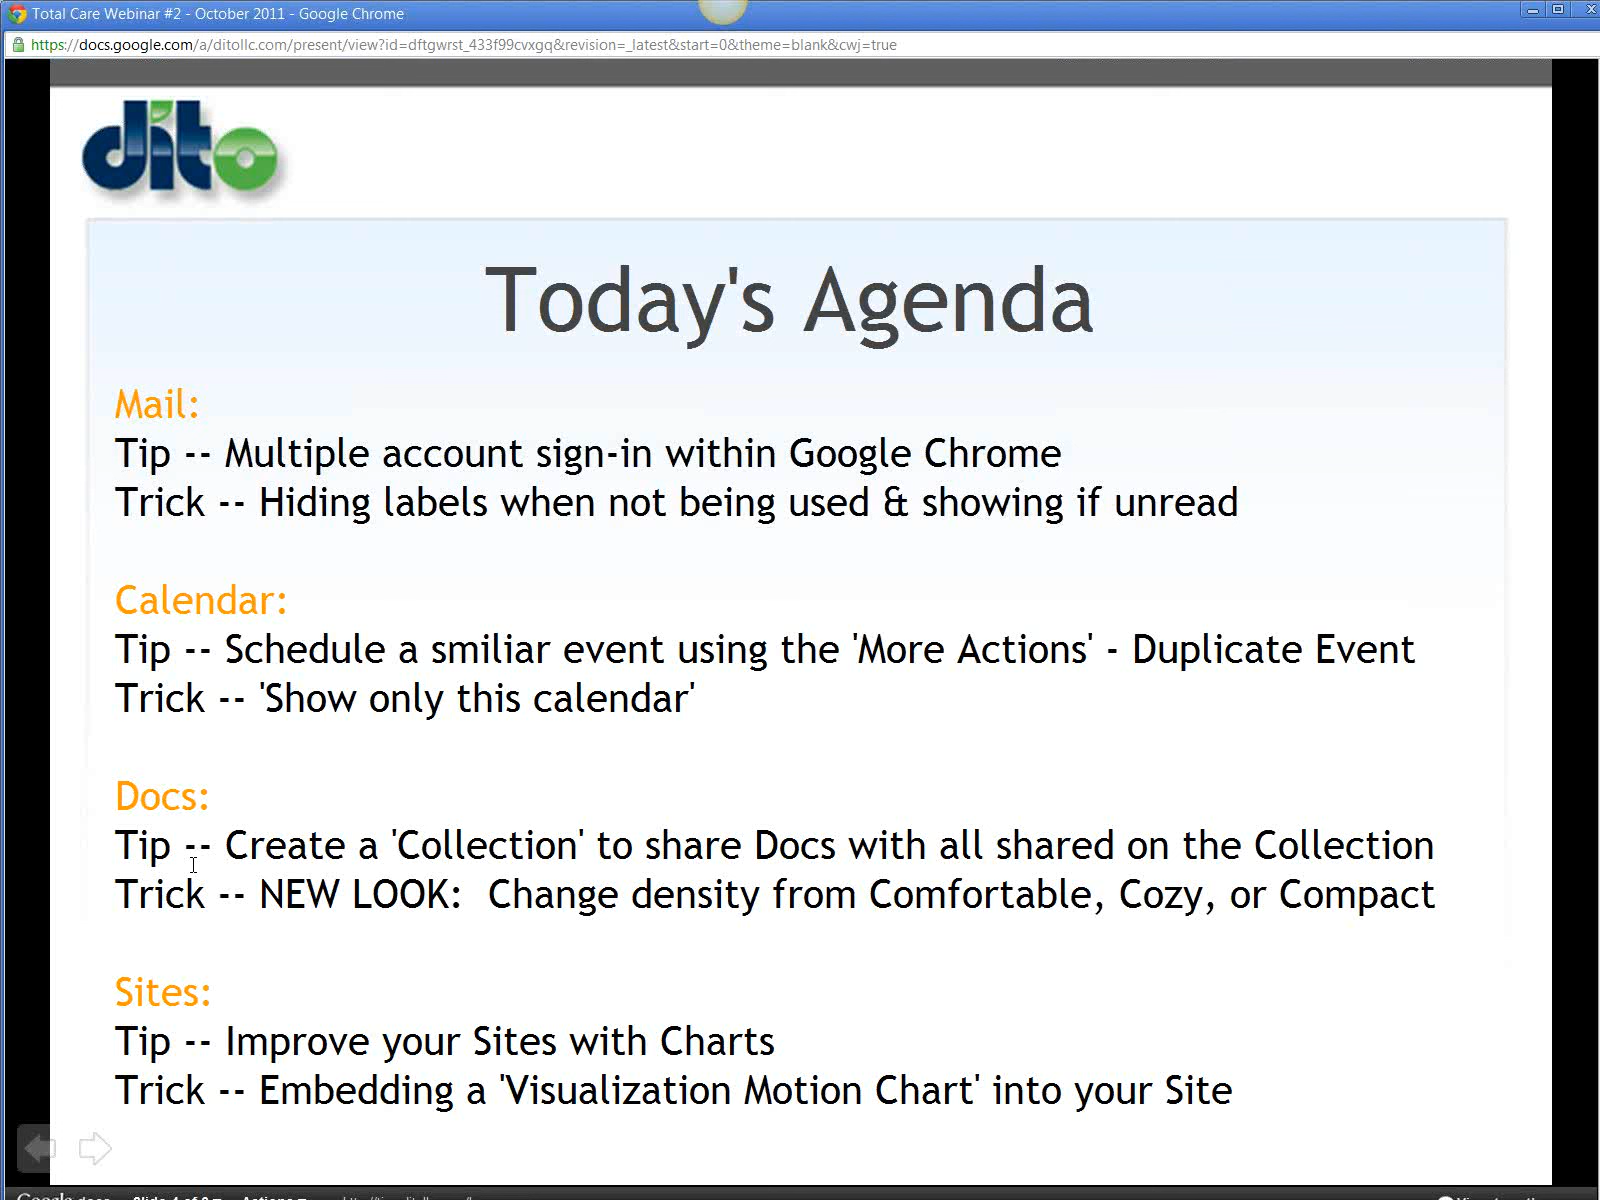 Total Care Webinar #2 - October 2011 - Google Chrome
https://docs.google.com/a/ditollc.com/present/view?id=dftgwrst_433f99cvxgq&revision=_latest&start=0&theme=blank&cwj=true
dito
Today's Agenda
Mail:
Tip -- Multiple account sign-in within Google Chrome
Trick -- Hiding labels when not being used & showing if unread
Calendar:
Tip -- Schedule a smiliar event using the 'More Actions' - Duplicate Event
Trick -- 'Show only this calendar'
Docs:
Tip -- Create a 'Collection' to share Docs with all shared on the Collection
Trick -- NEW LOOK: Change density from Comfortable, Cozy, or Compact
Sites:
Tip -- Improve your Sites with Charts
Trick -- Embedding a 'Visualization Motion Chart' into your Site